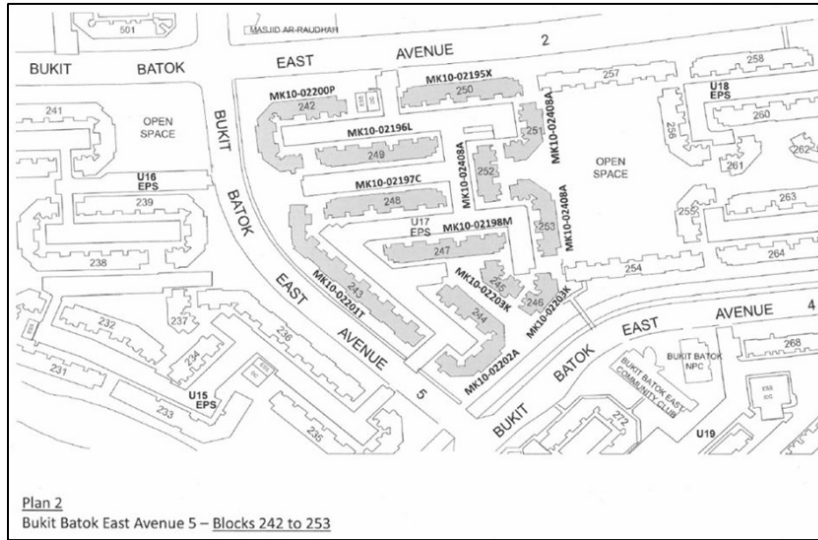 501
MASJID AR-RAUDHAH
BUKIT BATOK EAST AVENUE 2
241
OPEN
SPACE
U16
EPS
239
238
BUKIT BATOK EAST AVENUE 5
MK10-02200P
242
ESS
MK10-02195X
250
MK10-02196L
249
MK10-02197C
248
U17
EPS
MK10-02198M
247
MK10-02201T
243
MK10-02408A
252
MK10-02408A
251
MK10-02408A
253
MK10-02203K
245
MK10-02203K
246
244
MK10-02202A
257
258
U18
EPS
256
260
261
262
OPEN
SPACE
255
263
254
264
BUKIT BATOK EAST AVENUE 4
232
237
234
231
233
U15
EPS
236
235
ESS
BUKIT BATOK EAST
COMMUNITY CLUB
BUKIT BATOK
NPC
268
ESS
272
U19
Plan 2
Bukit Batok East Avenue 5 – Blocks 242 to 253